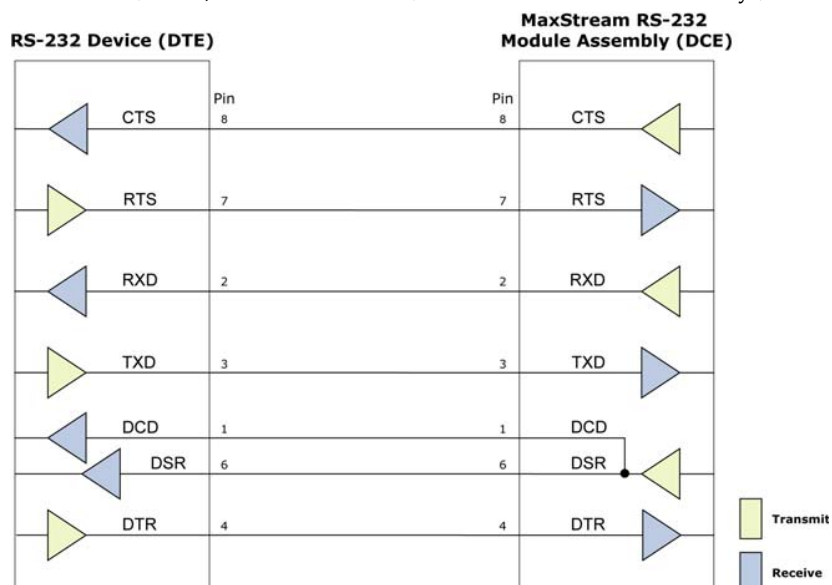 MaxStream RS-232
RS-232 Device (DTE) Module Assembly (DCE)
Pin Pin
CTS 8 8 CTS
RTS 7 7 RTS
RXD 2 2 RXD
TXD 3 3 TXD
DCD 1 1 DCD
DSR 6 6 DSR
DTR 4 4 DTR
Transmit
Receive